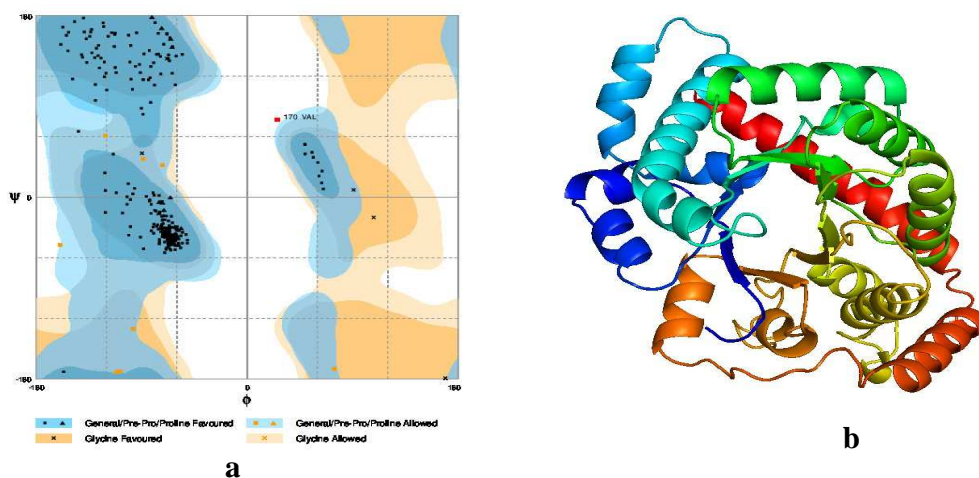 180
170 VAL
Ψ
0
-180
-180
0
180
ϕ
General/Pre-Pro/Proline Favoured
General/Pre-Pro/Proline Allowed
Glycine Favoured
Glycine Allowed
a
b